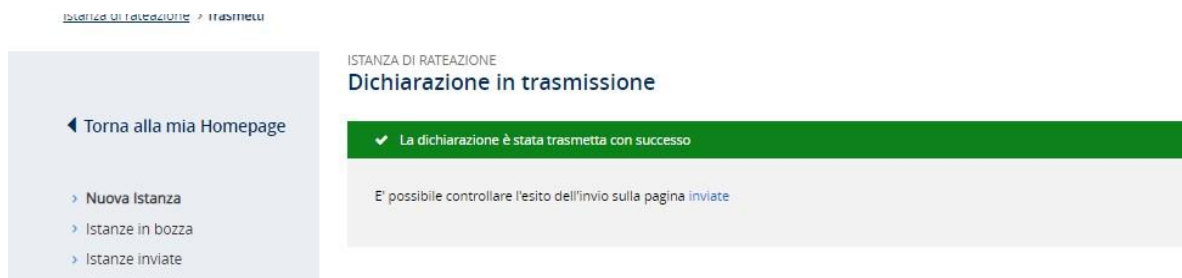 Istanza di rateazione > Trasmetti
ISTANZA DI RATEAZIONE
Dichiarazione in trasmissione
Torna alla mia Homepage
La dichiarazione è stata trasmetta con successo
E' possibile controllare l'esito dell'invio sulla pagina inviate
> Nuova Istanza
> Istanze in bozza
> Istanze inviate